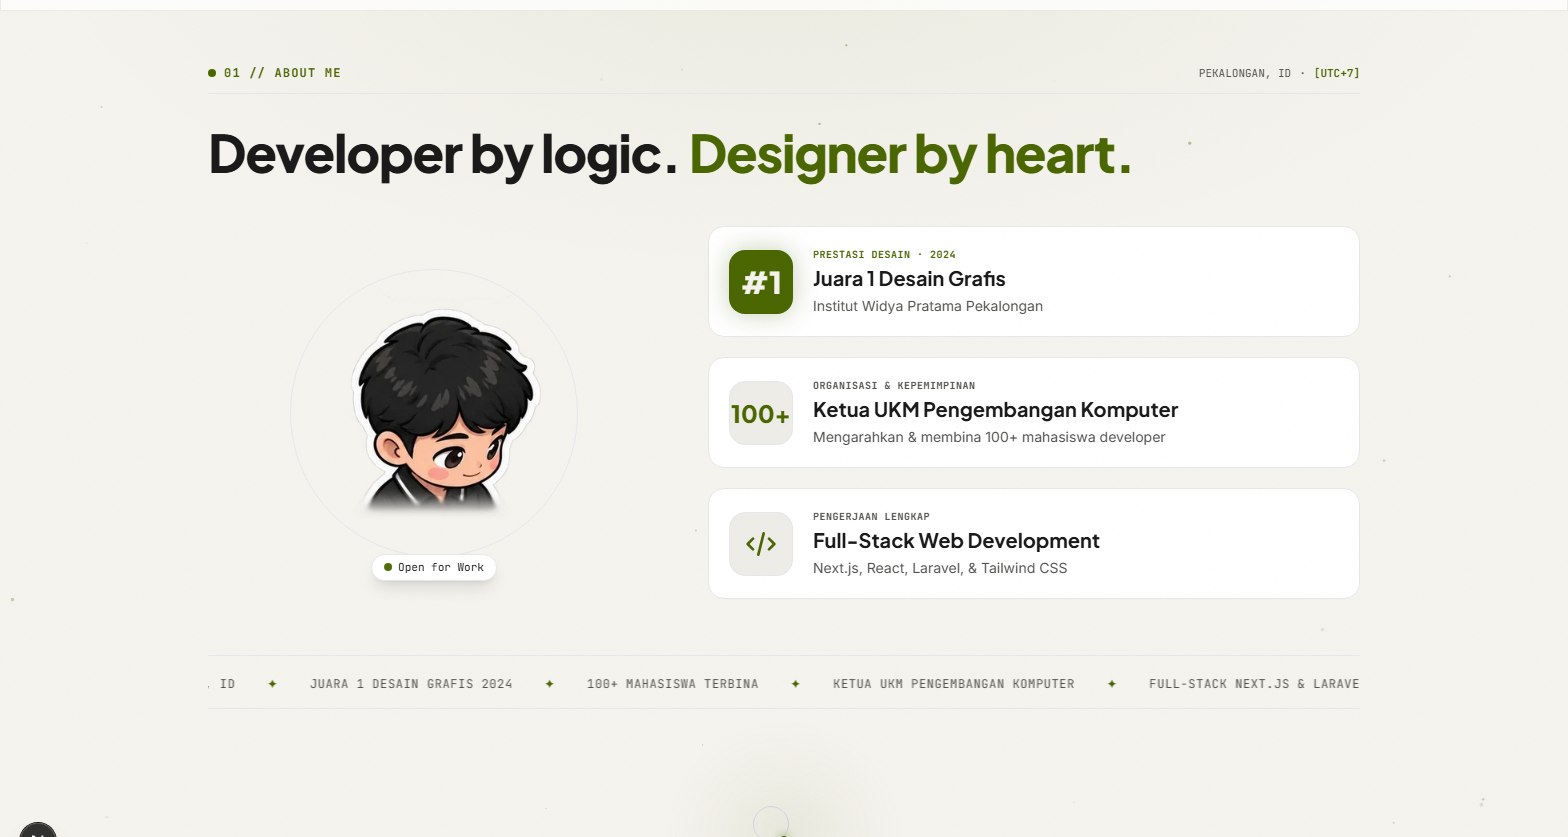 01 // ABOUT ME
PEKALONGAN, ID · [UTC+7]
Developer by logic. Designer by heart.
#1
PRESTASI DESAIN · 2024
Juara 1 Desain Grafis
Institut Widya Pratama Pekalongan
100+
ORGANISASI & KEPEMIMPINAN
Ketua UKM Pengembangan Komputer
Mengarahkan & membina 100+ mahasiswa developer
</>
PENGERJAAN LENGKAP
Full-Stack Web Development
Next.js, React, Laravel, & Tailwind CSS
Open for Work
, ID ✦ JUARA 1 DESAIN GRAFIS 2024 ✦ 100+ MAHASISWA TERBINA ✦ KETUA UKM PENGEMBANGAN KOMPUTER ✦ FULL-STACK NEXT.JS & LARAVE